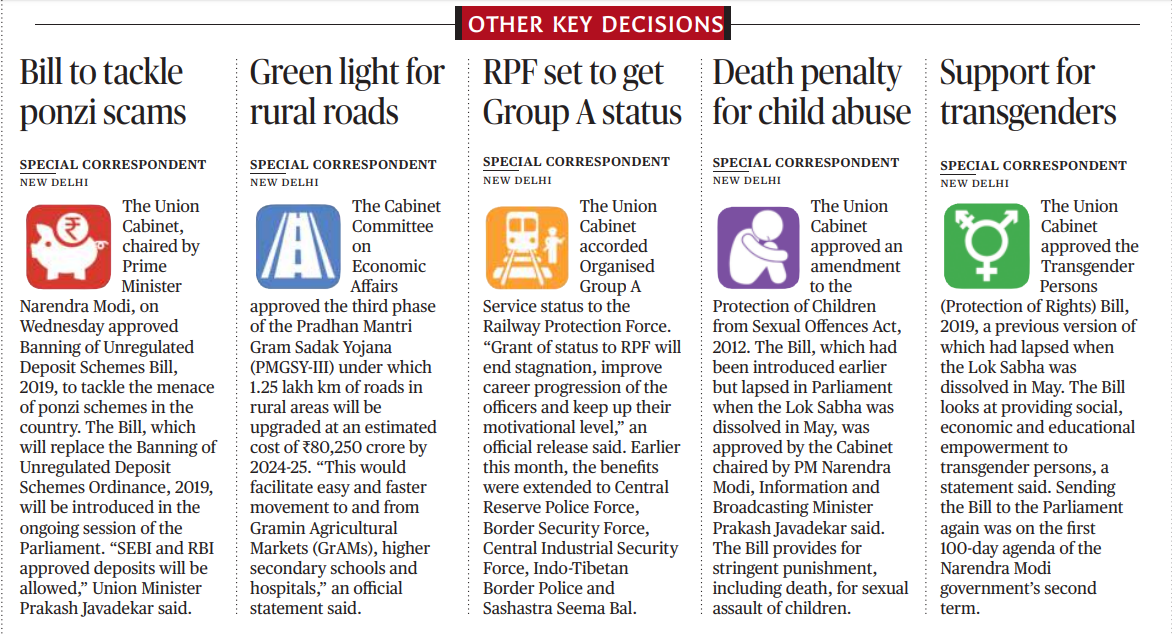 OTHER KEY DECISIONS
Bill to tackle
ponzi scams
SPECIAL CORRESPONDENT
NEW DELHI
₹
The Union
Cabinet,
chaired by
Prime
Minister
Narendra Modi, on
Wednesday approved
Banning of Unregulated
Deposit Schemes Bill,
2019, to tackle the menace
of ponzi schemes in the
country. The Bill, which
will replace the Banning of
Unregulated Deposit
Schemes Ordinance, 2019,
will be introduced in the
ongoing session of the
Parliament. “SEBI and RBI
approved deposits will be
allowed,” Union Minister
Prakash Javadekar said.
Green light for
rural roads
SPECIAL CORRESPONDENT
NEW DELHI
The Cabinet
Committee
on
Economic
Affairs
approved the third phase
of the Pradhan Mantri
Gram Sadak Yojana
(PMGSY-III) under which
1.25 lakh km of roads in
rural areas will be
upgraded at an estimated
cost of ₹80,250 crore by
2024-25. “This would
facilitate easy and faster
movement to and from
Gramin Agricultural
Markets (GrAMs), higher
secondary schools and
hospitals,” an official
statement said.
RPF set to get
Group A status
SPECIAL CORRESPONDENT
NEW DELHI
The Union
Cabinet
accorded
Organised
Group A
Service status to the
Railway Protection Force.
“Grant of status to RPF will
end stagnation, improve
career progression of the
officers and keep up their
motivational level,” an
official release said. Earlier
this month, the benefits
were extended to Central
Reserve Police Force,
Border Security Force,
Central Industrial Security
Force, Indo-Tibetan
Border Police and
Sashastra Seema Bal.
Death penalty
for child abuse
SPECIAL CORRESPONDENT
NEW DELHI
The Union
Cabinet
approved an
amendment
to the
Protection of Children
from Sexual Offences Act,
2012. The Bill, which had
been introduced earlier
but lapsed in Parliament
when the Lok Sabha was
dissolved in May, was
approved by the Cabinet
chaired by PM Narendra
Modi, Information and
Broadcasting Minister
Prakash Javadekar said.
The Bill provides for
stringent punishment,
including death, for sexual
assault of children.
Support for
transgenders
SPECIAL CORRESPONDENT
NEW DELHI
The Union
Cabinet
approved the
Transgender
Persons
(Protection of Rights) Bill,
2019, a previous version of
which had lapsed when
the Lok Sabha was
dissolved in May. The Bill
looks at providing social,
economic and educational
empowerment to
transgender persons, a
statement said. Sending
the Bill to the Parliament
again was on the first
100-day agenda of the
Narendra Modi
government’s second
term.